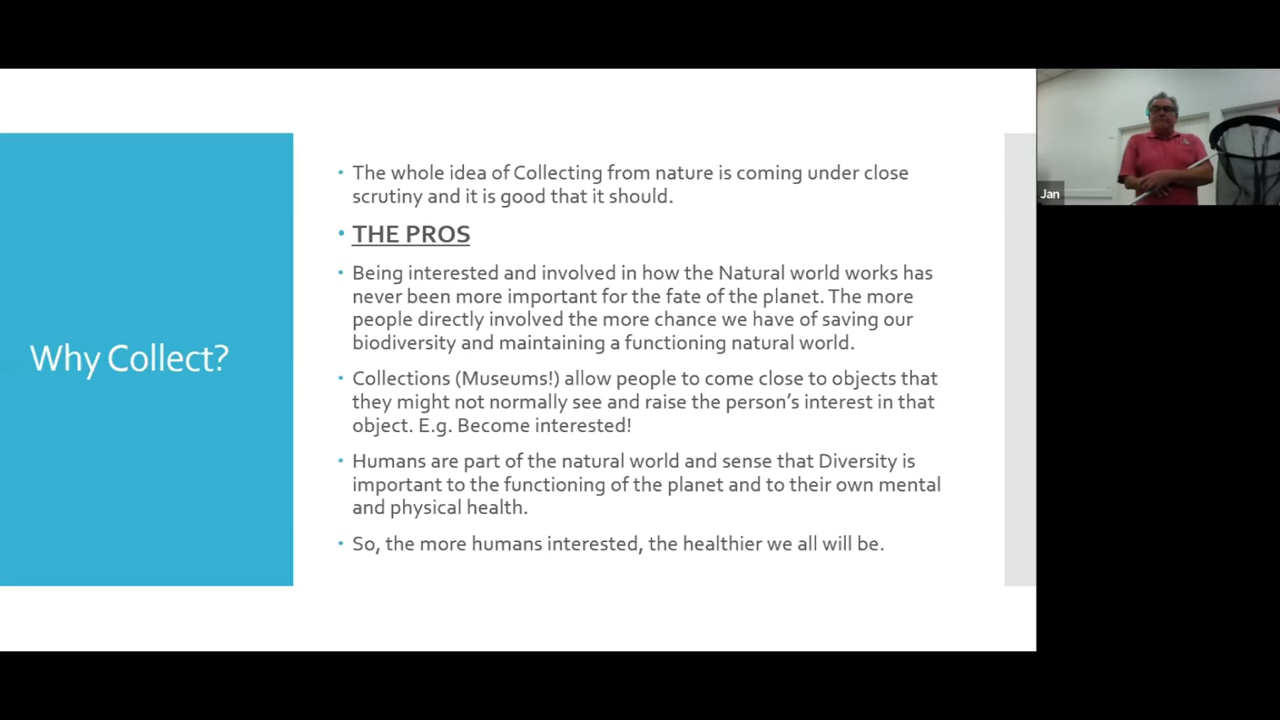 Why Collect?
• The whole idea of Collecting from nature is coming under close
scrutiny and it is good that it should.
• THE PROS
• Being interested and involved in how the Natural world works has
never been more important for the fate of the planet. The more
people directly involved the more chance we have of saving our
biodiversity and maintaining a functioning natural world.
• Collections (Museums!) allow people to come close to objects that
they might not normally see and raise the person’s interest in that
object. E.g. Become interested!
• Humans are part of the natural world and sense that Diversity is
important to the functioning of the planet and to their own mental
and physical health.
• So, the more humans interested, the healthier we all will be.
Jan